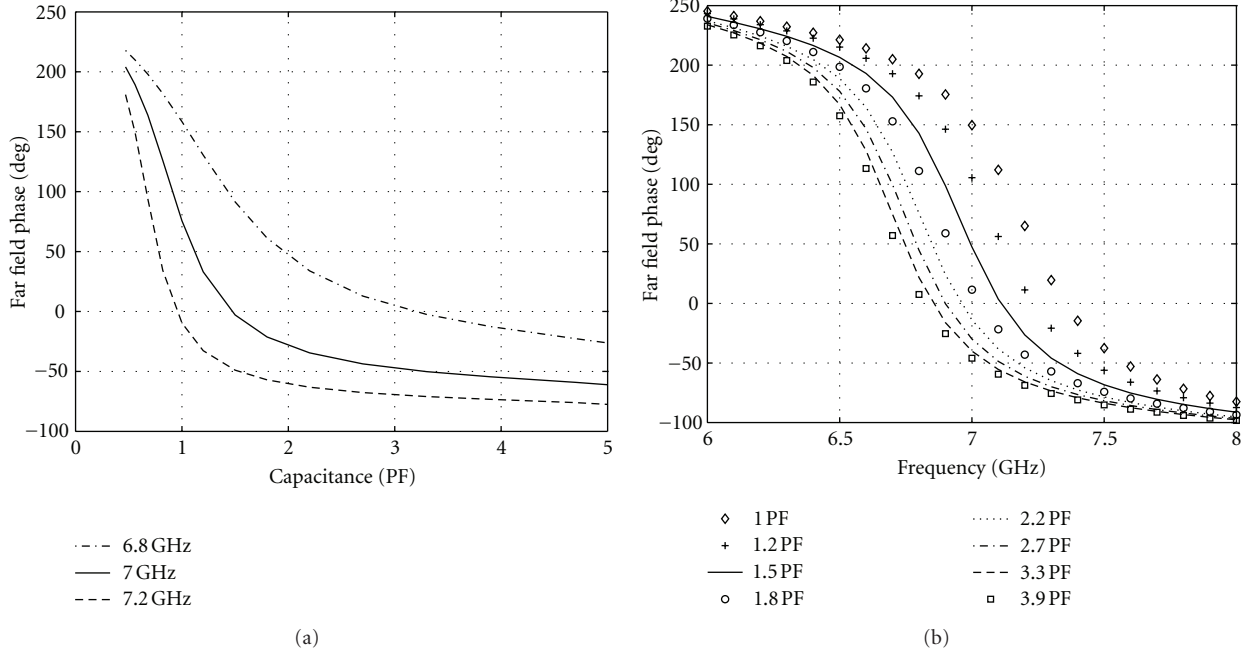 250
200
150
100
50
0
−50
−100
Far field phase (deg)
0 1 2 3 4 5
Capacitance (PF)
6.8 GHz
7 GHz
7.2 GHz
(a)
250
200
150
100
50
0
−50
−100
Far field phase (deg)
6 6.5 7 7.5 8
Frequency (GHz)
1 PF
1.2 PF
1.5 PF
1.8 PF
2.2 PF
2.7 PF
3.3 PF
3.9 PF
(b)